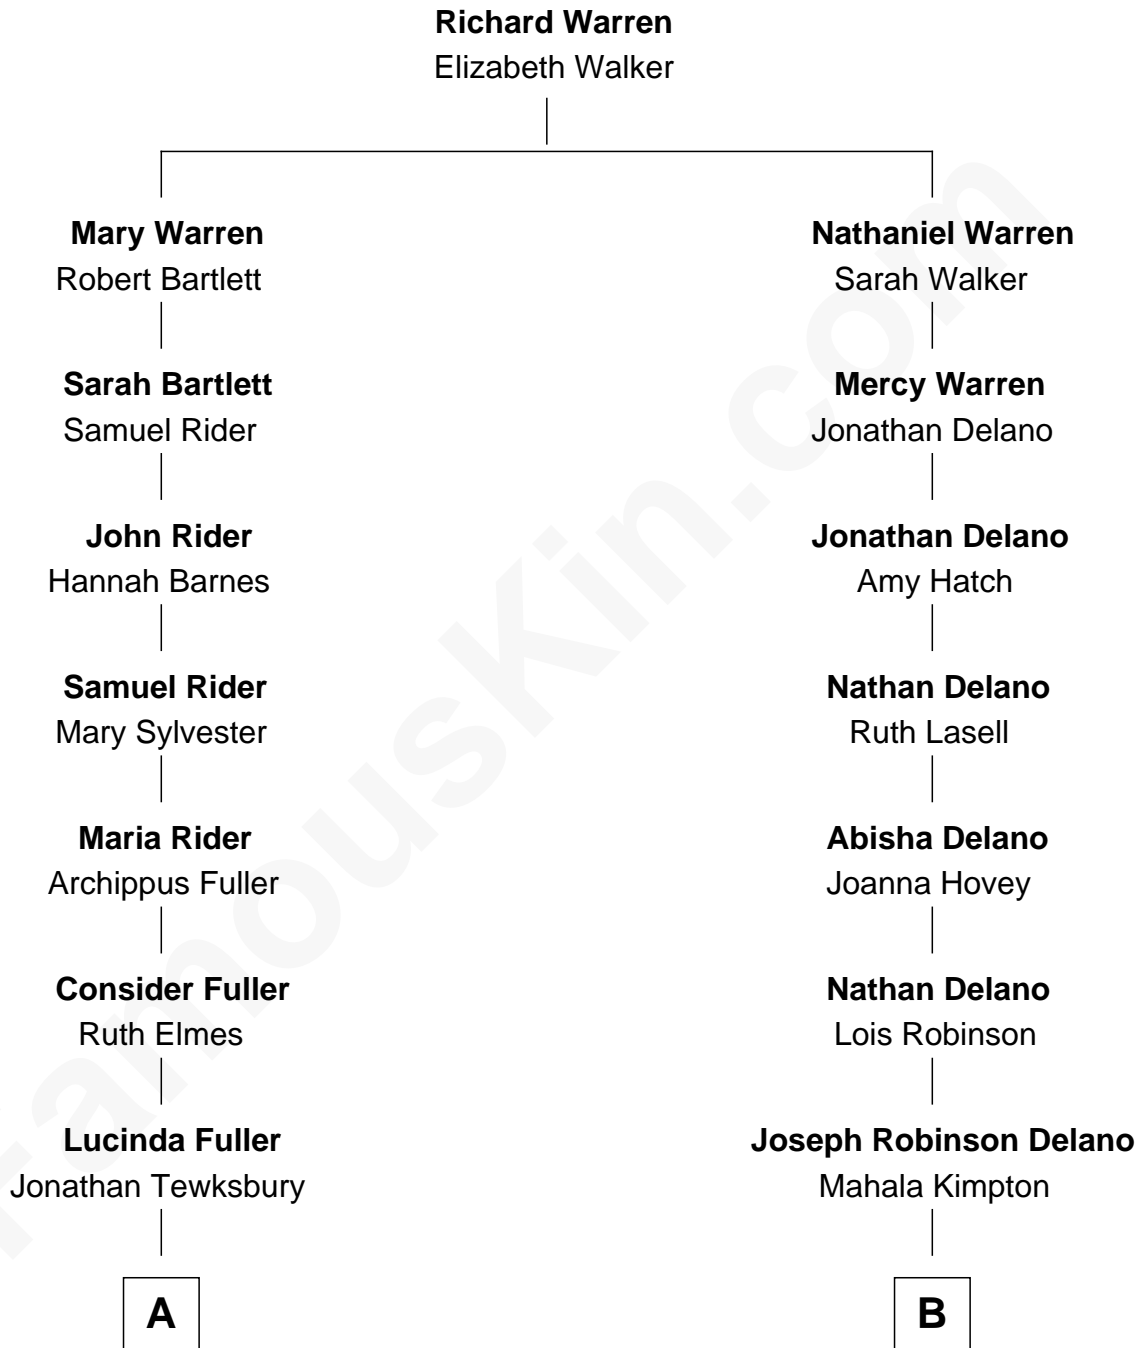 Richard Warren
Elizabeth Walker
Mary Warren
Robert Bartlett
Sarah Bartlett
Samuel Rider
John Rider
Hannah Barnes
Samuel Rider
Mary Sylvester
Maria Rider
Archippus Fuller
Consider Fuller
Ruth Elmes
Lucinda Fuller
Jonathan Tewksbury
A
Nathaniel Warren
Sarah Walker
Mercy Warren
Jonathan Delano
Jonathan Delano
Amy Hatch
Nathan Delano
Ruth Lasell
Abisha Delano
Joanna Hovey
Nathan Delano
Lois Robinson
Joseph Robinson Delano
Mahala Kimpton
B
FamousKin.com